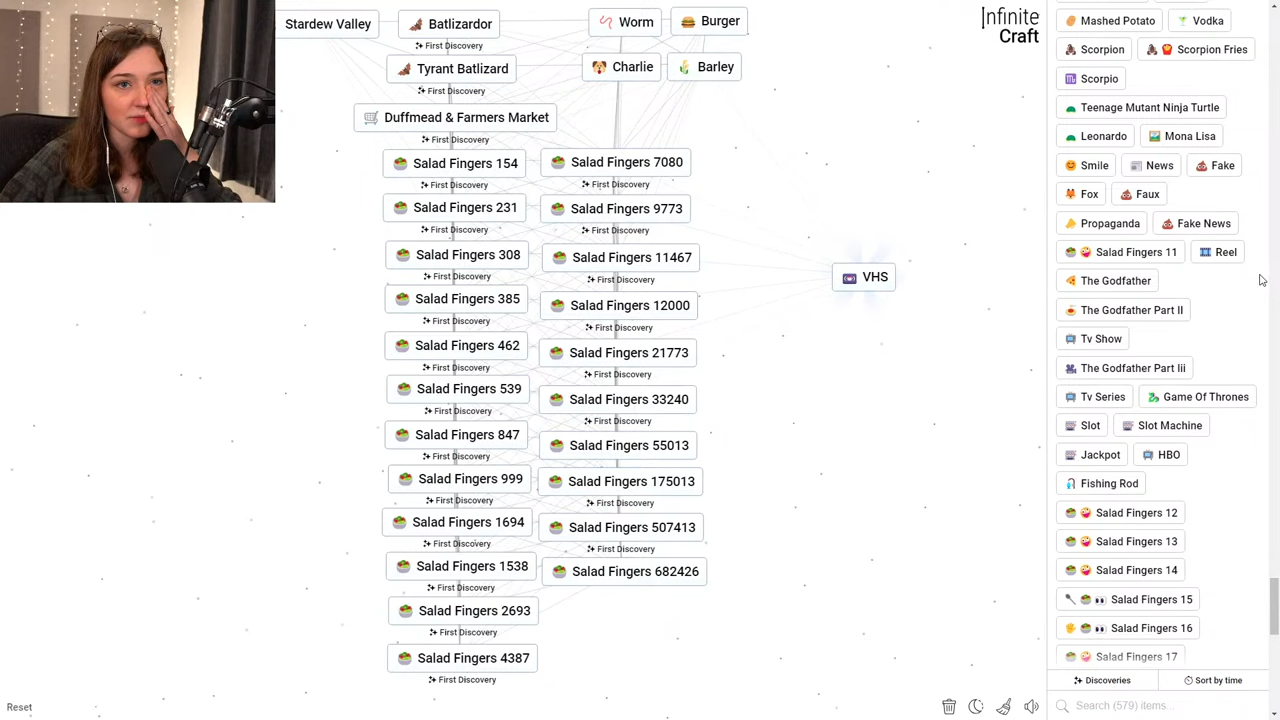 Stardew Valley
Batlizardor
First Discovery
Tyrant Batlizard
First Discovery
Duffmead & Farmers Market
First Discovery
Salad Fingers 154
First Discovery
Salad Fingers 231
First Discovery
Salad Fingers 308
First Discovery
Salad Fingers 385
First Discovery
Salad Fingers 462
First Discovery
Salad Fingers 539
First Discovery
Salad Fingers 847
First Discovery
Salad Fingers 999
First Discovery
Salad Fingers 1694
First Discovery
Salad Fingers 1538
First Discovery
Salad Fingers 2693
First Discovery
Salad Fingers 4387
First Discovery
Worm
Burger
Charlie
Barley
Salad Fingers 7080
First Discovery
Salad Fingers 9773
First Discovery
Salad Fingers 11467
First Discovery
Salad Fingers 12000
First Discovery
Salad Fingers 21773
First Discovery
Salad Fingers 33240
First Discovery
Salad Fingers 55013
First Discovery
Salad Fingers 175013
First Discovery
Salad Fingers 507413
First Discovery
Salad Fingers 682426
VHS
Infinite
Craft
Mashed Potato Vodka
Scorpion Scorpion Fries
Scorpio
Teenage Mutant Ninja Turtle
Leonardo Mona Lisa
Smile News Fake
Fox Faux
Propaganda Fake News
Salad Fingers 11 Reel
The Godfather
The Godfather Part II
Tv Show
The Godfather Part Iii
Tv Series Game Of Thrones
Slot Slot Machine
Jackpot HBO
Fishing Rod
Salad Fingers 12
Salad Fingers 13
Salad Fingers 14
Salad Fingers 15
Salad Fingers 16
Salad Fingers 17
Discoveries Sort by time
Search (579) items...
Reset